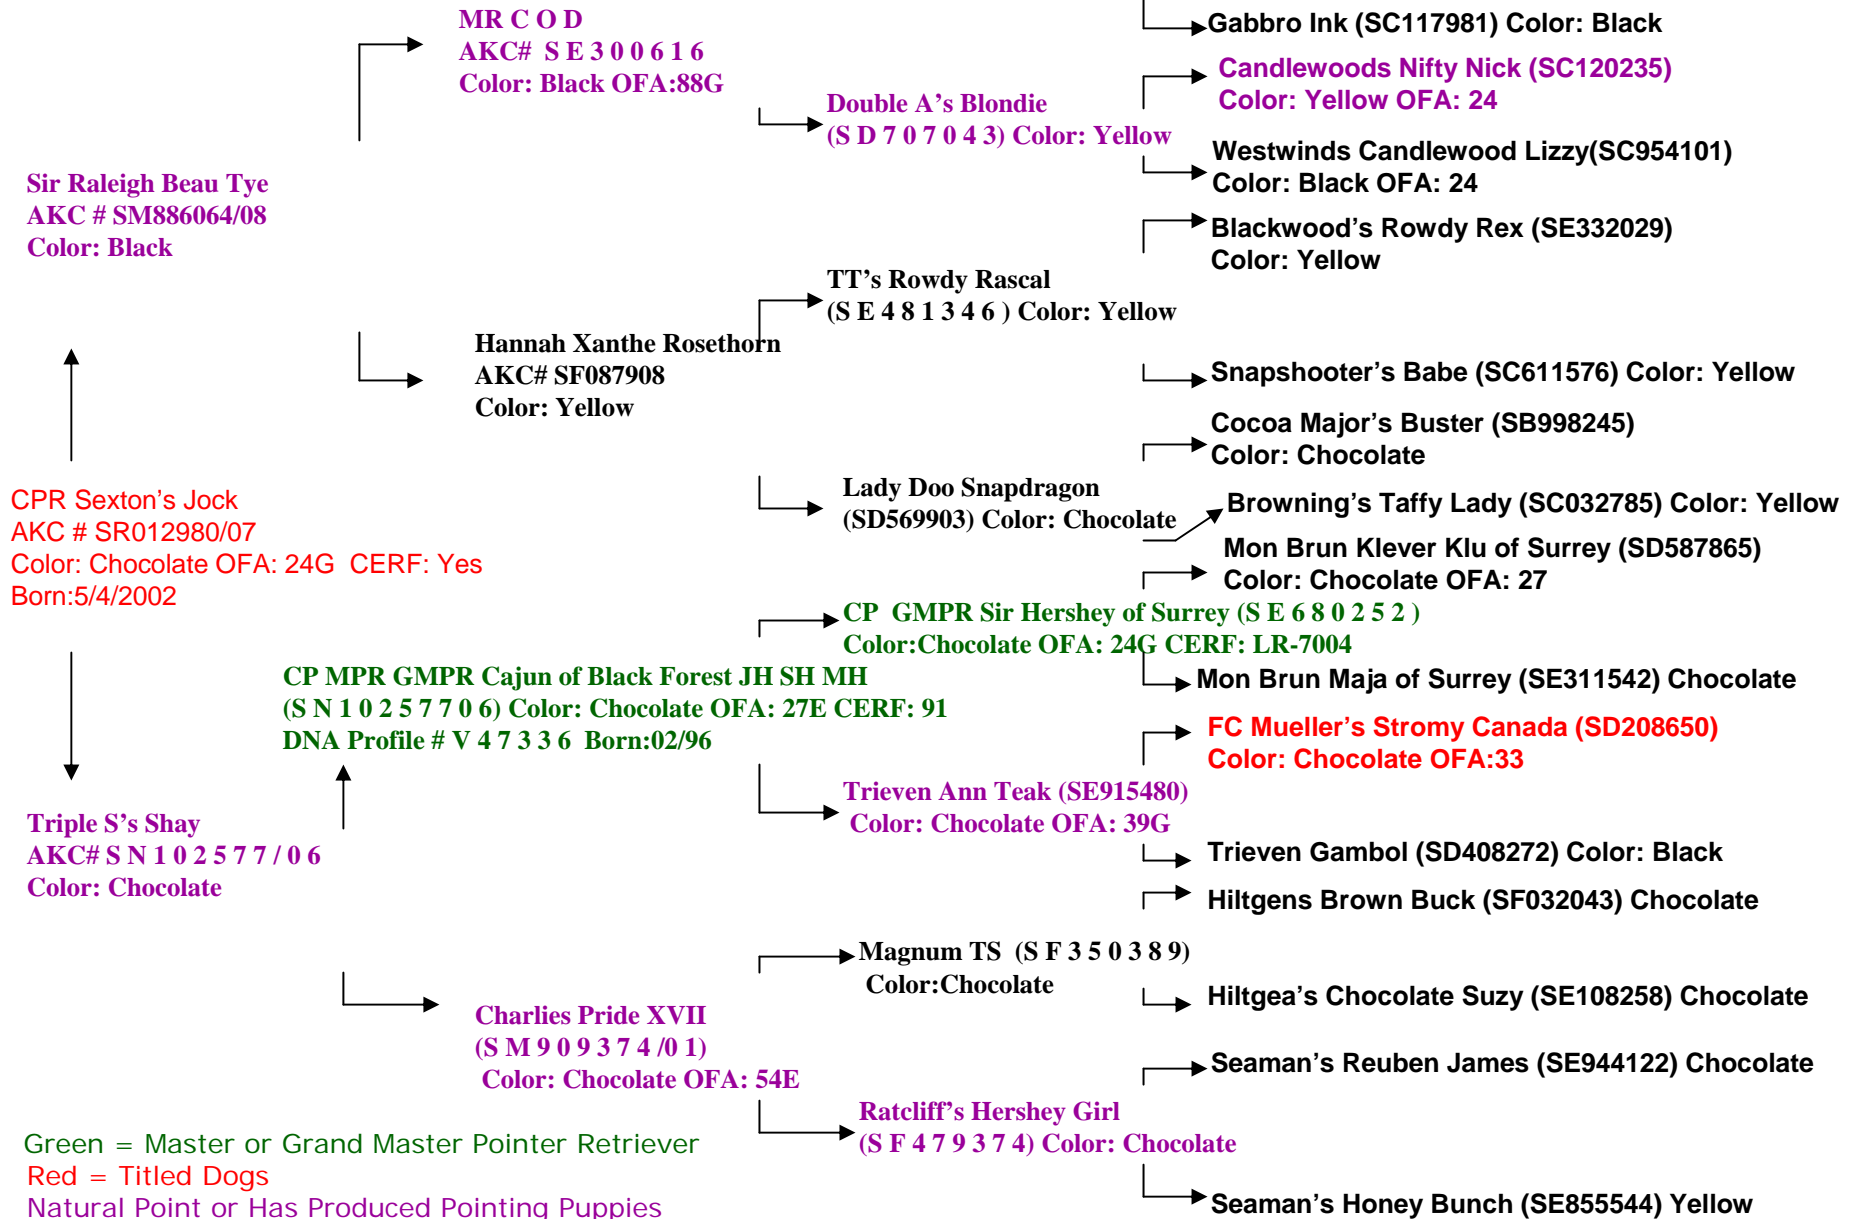 MR C O D
AKC#  S E 3 0 0 6 1 6
Color: Black OFA:88G
Gabbro Ink (SC117981) Color: Black
Candlewoods Nifty Nick (SC120235)
Color: Yellow OFA: 24
Double A's Blondie
(S D 7 0 7 0 4 3) Color: Yellow
Westwinds Candlewood Lizzy(SC954101)
Color: Black OFA: 24
Sir Raleigh Beau Tye
AKC # SM886064/08
Color: Black
Blackwood's Rowdy Rex (SE332029)
Color: Yellow
TT's Rowdy Rascal
(S E 4 8 1 3 4 6 ) Color: Yellow
Hannah Xanthe Rosethorn
AKC# SF087908
Color: Yellow
Snapshooter's Babe (SC611576) Color: Yellow
Cocoa Major's Buster (SB998245)
Color: Chocolate
Lady Doo Snapdragon
(SD569903) Color: Chocolate
Browning's Taffy Lady (SC032785) Color: Yellow
CPR Sexton's Jock
AKC # SR012980/07
Color: Chocolate OFA: 24G  CERF: Yes
Born:5/4/2002
Mon Brun Klever Klu of Surrey (SD587865)
Color: Chocolate OFA: 27
CP  GMPR Sir Hershey of Surrey (S E 6 8 0 2 5 2 )
Color:Chocolate OFA: 24G CERF: LR-7004
CP MPR GMPR Cajun of Black Forest JH SH MH
(S N 1 0 2 5 7 7 0 6) Color: Chocolate OFA: 27E CERF: 91
DNA Profile # V 4 7 3 3 6  Born:02/96
Mon Brun Maja of Surrey (SE311542) Chocolate
FC Mueller's Stromy Canada (SD208650)
Color: Chocolate OFA:33
Trieven Ann Teak (SE915480)
Color: Chocolate OFA: 39G
Triple S's Shay
AKC# S N 1 0 2 5 7 7 / 0 6
Color: Chocolate
Trieven Gambol (SD408272) Color: Black
Hiltgens Brown Buck (SF032043) Chocolate
Magnum TS  (S F 3 5 0 3 8 9)
Color:Chocolate
Hiltgea's Chocolate Suzy (SE108258) Chocolate
Charlies Pride XVII
(S M 9 0 9 3 7 4 /0 1)
Color: Chocolate OFA: 54E
Seaman's Reuben James (SE944122) Chocolate
Ratcliff's Hershey Girl
(S F 4 7 9 3 7 4) Color: Chocolate
Seaman's Honey Bunch (SE855544) Yellow
Green = Master or Grand Master Pointer Retriever
Red = Titled Dogs
Natural Point or Has Produced Pointing Puppies